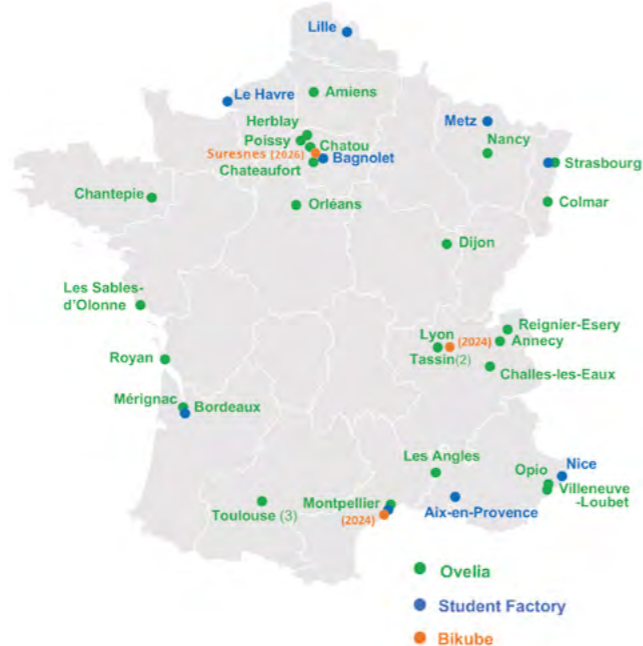 Lille
Le Havre
Amiens
Herblay
Poissy
Chatou
Suresnes (2026)
Bagnolet
Chateaufort
Metz
Nancy
Strasbourg
Chantepie
Orléans
Colmar
Dijon
Les Sables-
d'Olonne
Reignier-Esery
Lyon
(2024)
Annecy
Royan
Tassin(2)
Challes-les-Eaux
Mérignac
Bordeaux
Les Angles
Opio
Nice
Montpellier
Villeneuve
-Loubet
Toulouse (3)
(2024)
Aix-en-Provence
Ovelia
Student Factory
Bikube